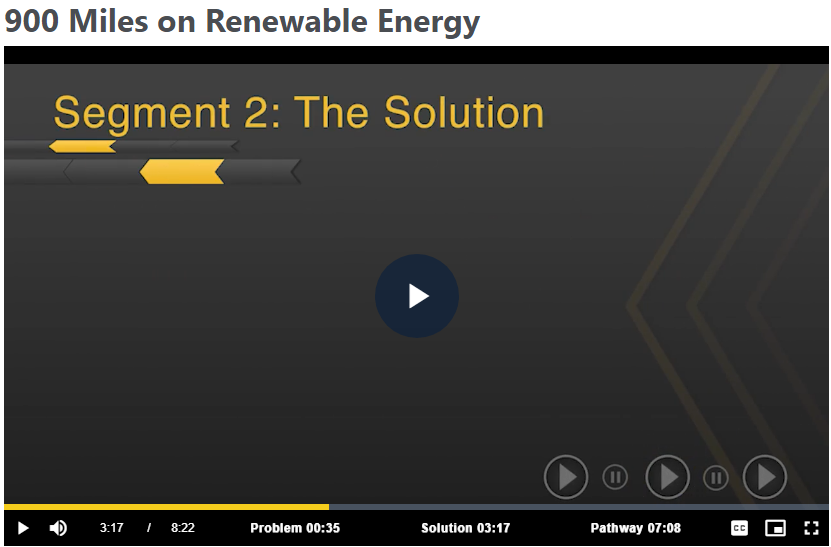 900 Miles on Renewable Energy
Segment 2: The Solution
3:17 / 8:22 Problem 00:35 Solution 03:17 Pathway 07:08 CC